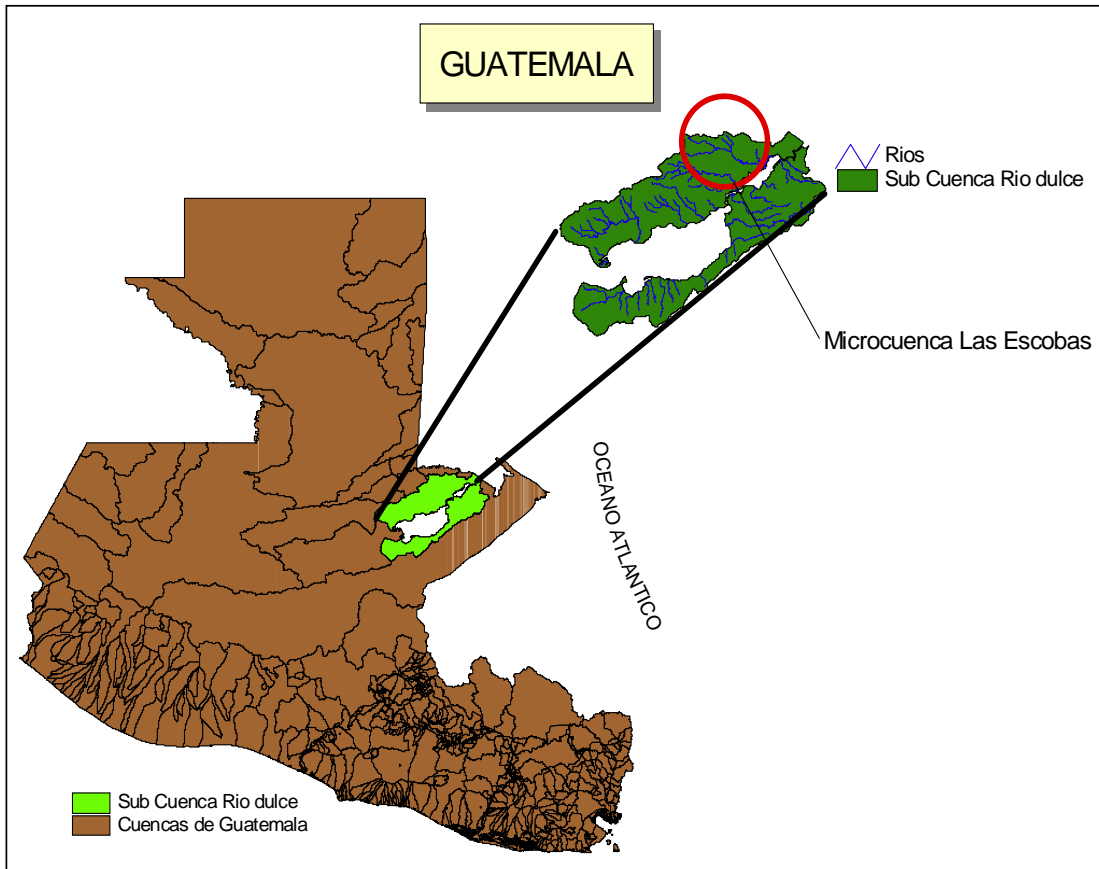 GUATEMALA
Rios
Sub Cuenca Rio dulce
Microcuenca Las Escobas
OCEANO ATLANTICO
Sub Cuenca Rio dulce
Cuencas de Guatemala